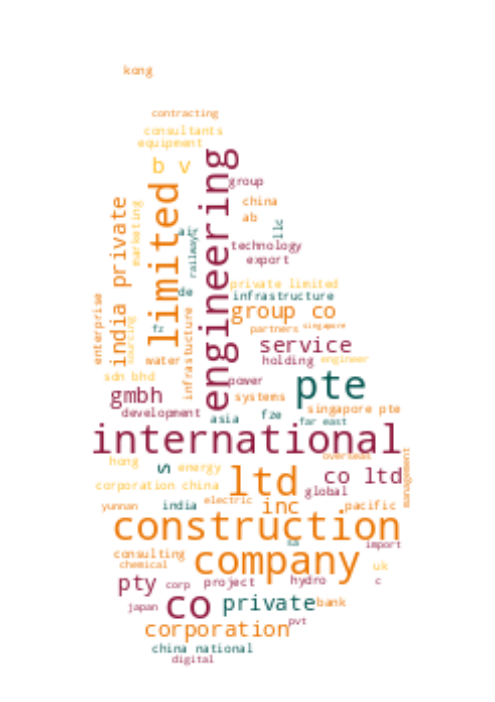 kong
contracting
consultants
equipment
b v
engineering
group
limited
india private
marketing
china
ab
llc
al
railway
technology
export
de
private limited
infrastructure
enterprise
sourcing
fz
infrastucture
group co
partners
singapore
service
water
holding
engineer
sdn bhd
power
pte
gmbh
systems
singapore pte
development
asia
fze
far east
international
hong
s
energy
overseas
management
corporation china
ltd
co ltd
global
yunnan
india
electric
inc
pacific
construction
sa
import
consulting
chemical
company
uk
pty
corp
project
hydro
c
japan
co
private
bank
corporation
pvt
china national
digital